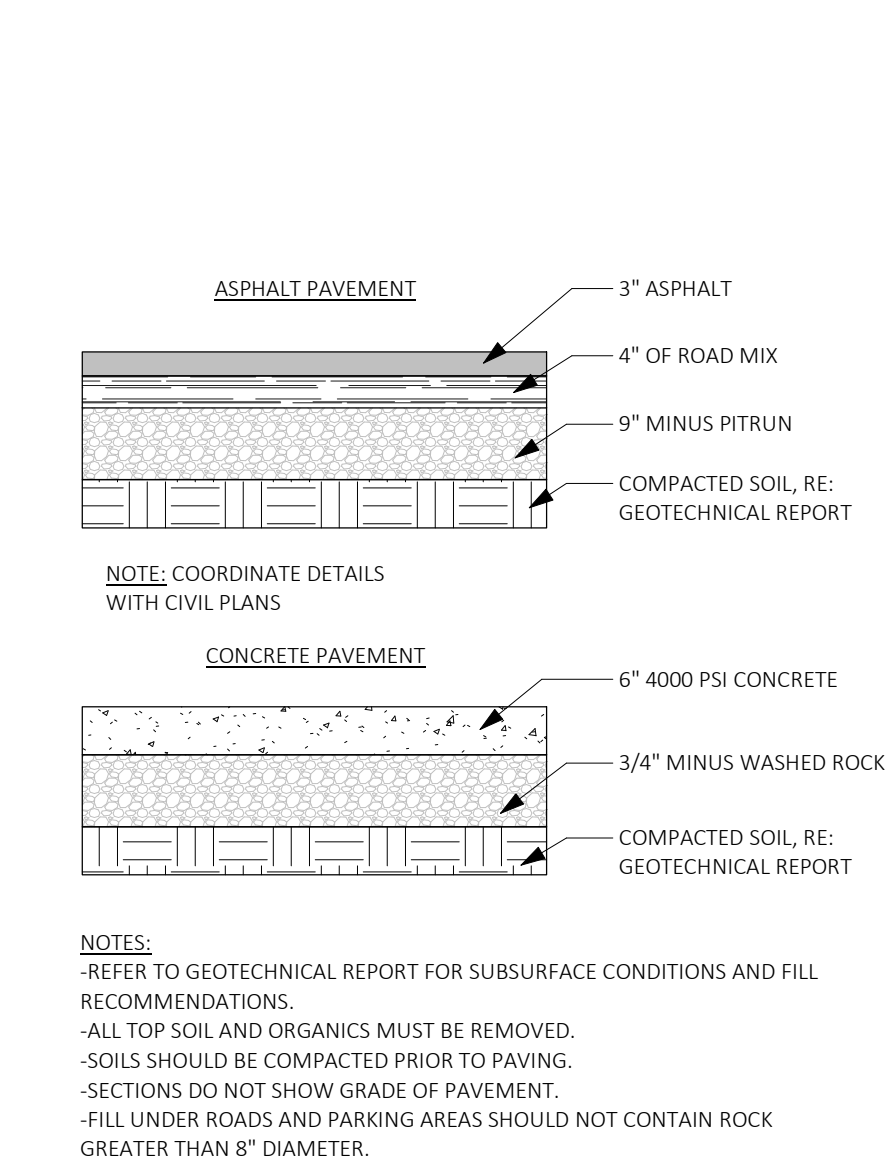 ASPHALT PAVEMENT
3" ASPHALT
4" OF ROAD MIX
9" MINUS PITRUN
COMPACTED SOIL, RE:
GEOTECHNICAL REPORT
NOTE: COORDINATE DETAILS
WITH CIVIL PLANS
CONCRETE PAVEMENT
6" 4000 PSI CONCRETE
3/4" MINUS WASHED ROCK
COMPACTED SOIL, RE:
GEOTECHNICAL REPORT
NOTES:
-REFER TO GEOTECHNICAL REPORT FOR SUBSURFACE CONDITIONS AND FILL
RECOMMENDATIONS.
-ALL TOP SOIL AND ORGANICS MUST BE REMOVED.
-SOILS SHOULD BE COMPACTED PRIOR TO PAVING.
-SECTIONS DO NOT SHOW GRADE OF PAVEMENT.
-FILL UNDER ROADS AND PARKING AREAS SHOULD NOT CONTAIN ROCK
GREATER THAN 8" DIAMETER.